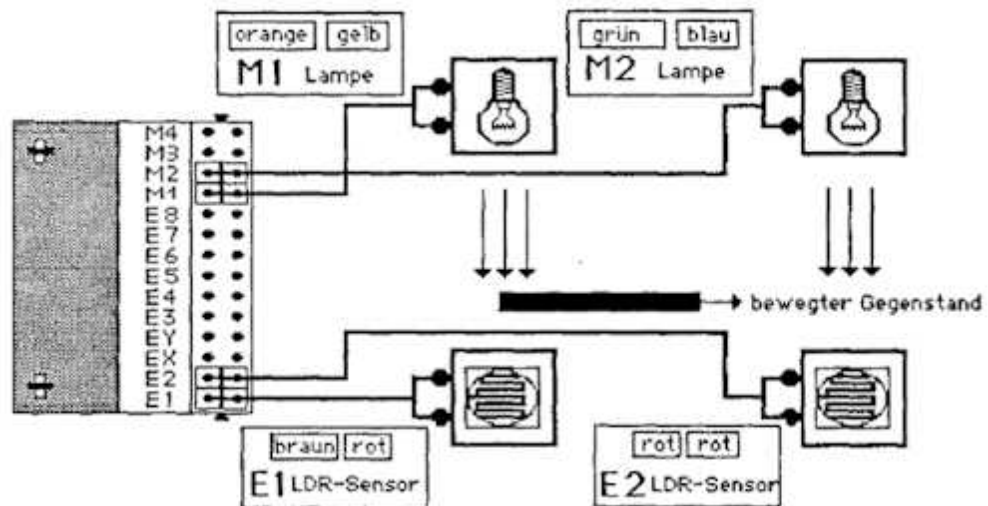 orange gelb
M1 Lampe
grün blau
M2 Lampe
M4
M3
M2
M1
E8
E7
E6
E5
E4
E3
EY
EX
E2
E1
bewegter Gegenstand
braun rot
E1 LDR-Sensor
rot rot
E2 LDR-Sensor